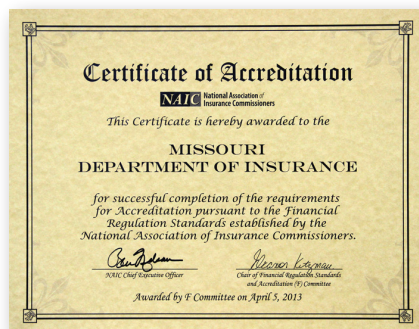 Certificate of Accreditation
NAIC National Association of
Insurance Commissioners
This Certificate is hereby awarded to the
MISSOURI
DEPARTMENT OF INSURANCE
for successful completion of the requirements
for Accreditation pursuant to the Financial
Regulation Standards established by the
National Association of Insurance Commissioners.
NAIC Chief Executive Officer
Chair of Financial Regulation Standards
and Accreditation (F) Committee
Awarded by F Committee on April 5, 2013